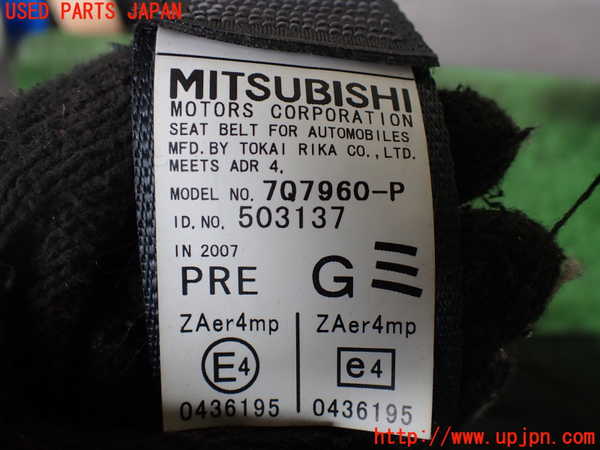 USED PARTS JAPAN
MITSUBISHI
MOTORS CORPORATION
SEAT BELT FOR AUTOMOBILES
MFD. BY TOKAI RIKA CO., LTD.
MEETS ADR 4.
MODEL NO. 7Q7960-P
ID. NO. 503137
IN 2007
PRE G
ZAer4mp ZAer4mp
E4 e4
0436195 0436195
http://www.upjpn.com/